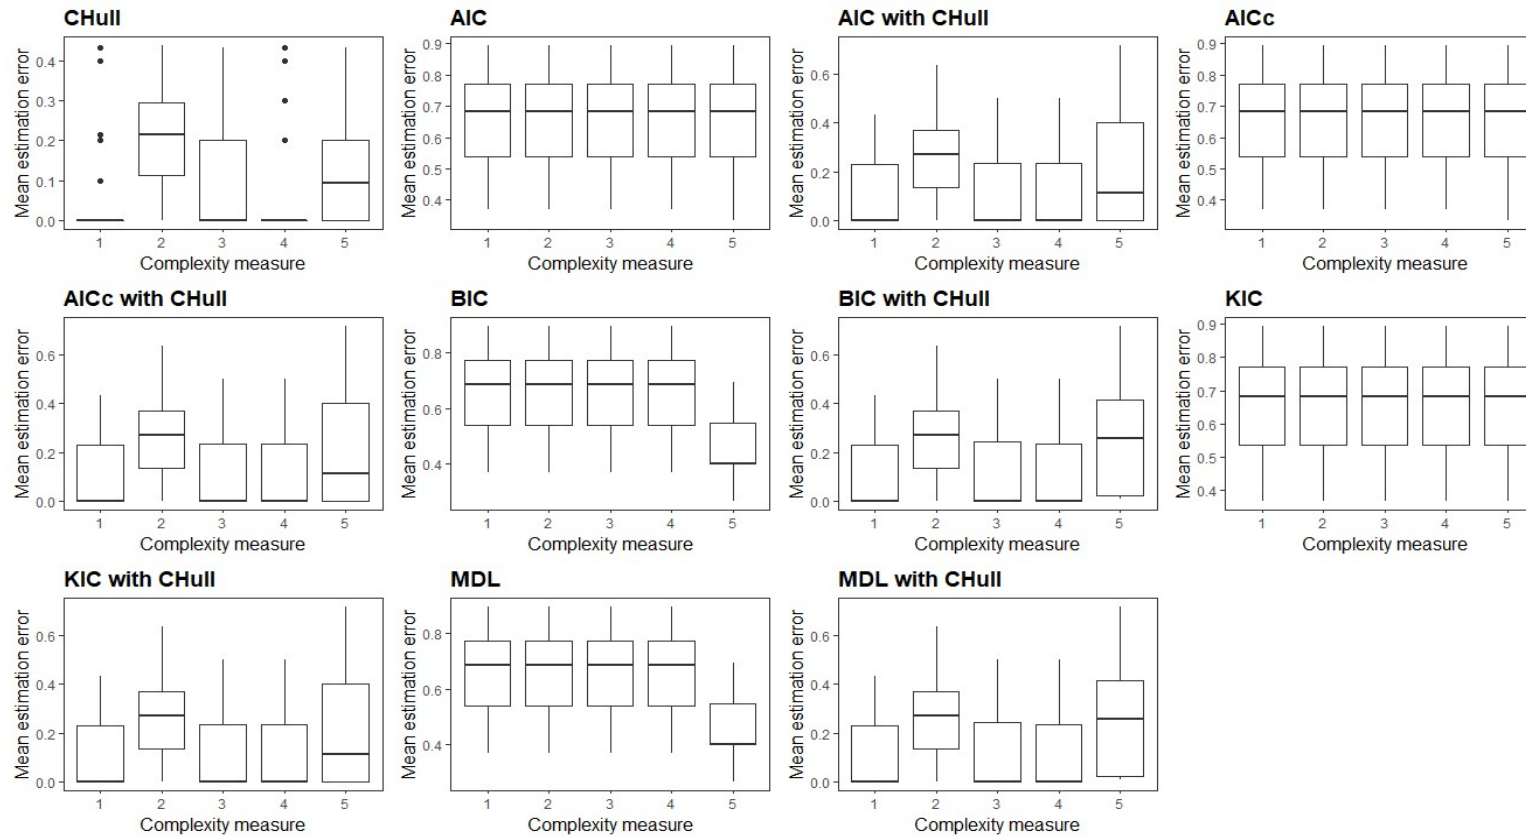 CHull
Mean estimation error
0.4
0.3
0.2
0.1
0.0
1 2 3 4 5
Complexity measure
AIC
Mean estimation error
0.9
0.8
0.7
0.6
0.5
0.4
1 2 3 4 5
Complexity measure
AIC with CHull
Mean estimation error
0.6
0.4
0.2
0.0
1 2 3 4 5
Complexity measure
AICc
Mean estimation error
0.9
0.8
0.7
0.6
0.5
0.4
1 2 3 4 5
Complexity measure
AICc with CHull
Mean estimation error
0.6
0.4
0.2
0.0
1 2 3 4 5
Complexity measure
BIC
Mean estimation error
0.8
0.6
0.4
1 2 3 4 5
Complexity measure
BIC with CHull
Mean estimation error
0.6
0.4
0.2
0.0
1 2 3 4 5
Complexity measure
KIC
Mean estimation error
0.9
0.8
0.7
0.6
0.5
0.4
1 2 3 4 5
Complexity measure
KIC with CHull
Mean estimation error
0.6
0.4
0.2
0.0
1 2 3 4 5
Complexity measure
MDL
Mean estimation error
0.8
0.6
0.4
1 2 3 4 5
Complexity measure
MDL with CHull
Mean estimation error
0.6
0.4
0.2
0.0
1 2 3 4 5
Complexity measure